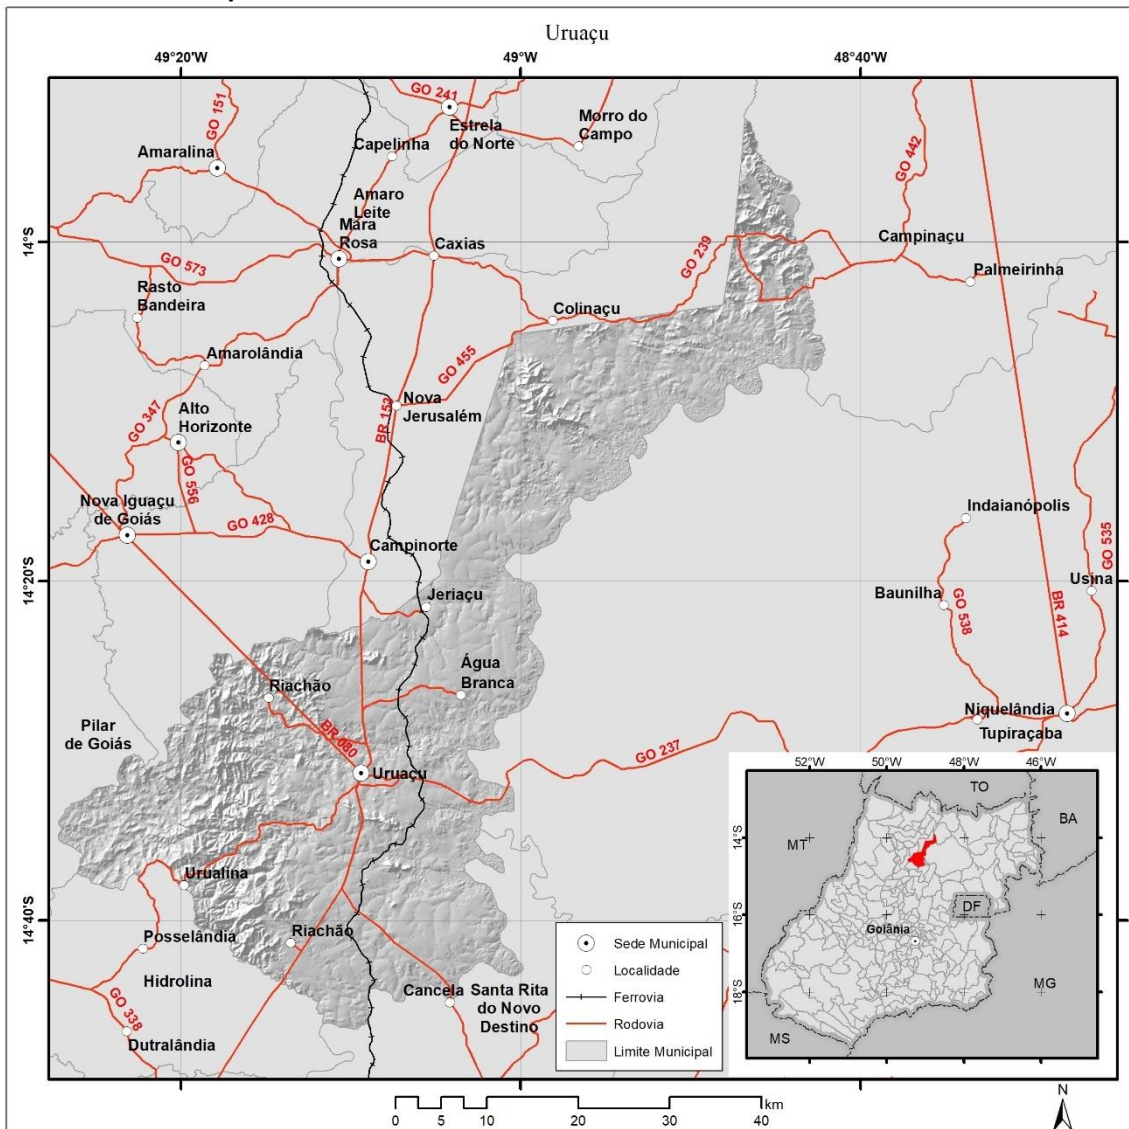 Uruaçu
49°20'W
49°W
48°40'W
GO 151
GO 241
Estrela
do Norte
Morro do
Campo
GO 442
Amaralina
Capelinha
Amaro
Leite
Mara
Rosa
Caxias
GO 239
Campinaçu
Palmeirinha
14°S
GO 573
Rasto
Bandeira
Colinaçu
Amarolândia
GO 455
GO 347
Alto
Horizonte
BR 153
Nova
Jerusalém
GO 556
Nova Iguaçu
de Goiás
GO 428
Campinorte
Indaianópolis
GO 535
14°20'S
Jeriaçu
Baunilha
GO 538
BR 414
Usina
Água
Branca
Riachão
Pilar
de Goiás
BR 080
Niquelândia
Tupiraçaba
GO 237
Uruaçu
Urualina
14°40'S
Posselândia
Riachão
Hidrolina
Cancela
Santa Rita
do Novo
Destino
GO 338
Dutralândia
Sede Municipal
Localidade
Ferrovia
Rodovia
Limite Municipal
52°W
50°W
48°W
46°W
TO
BA
14°S
MT
DF
16°S
Goiânia
18°S
MG
MS
0 5 10 20 30 40
km
N